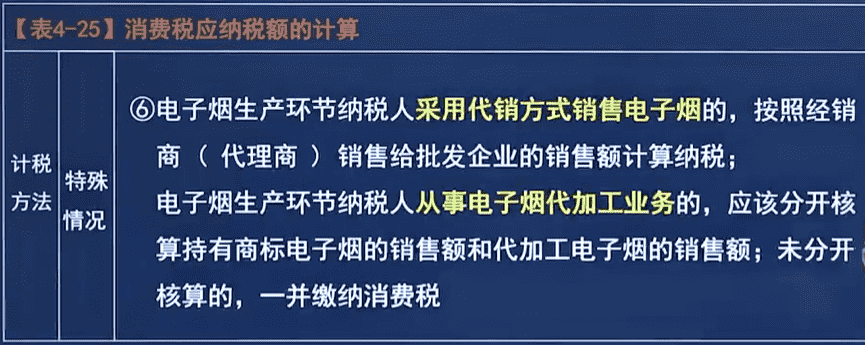 【表4-25】消费税应纳税额的计算
计税
方法
特殊
情况
⑥电子烟生产环节纳税人采用代销方式销售电子烟的，按照经销
商（代理商）销售给批发企业的销售额计算纳税；
电子烟生产环节纳税人从事电子烟代加工业务的，应该分开核
算持有商标电子烟的销售额和代加工电子烟的销售额；未分开
核算的，一并缴纳消费税